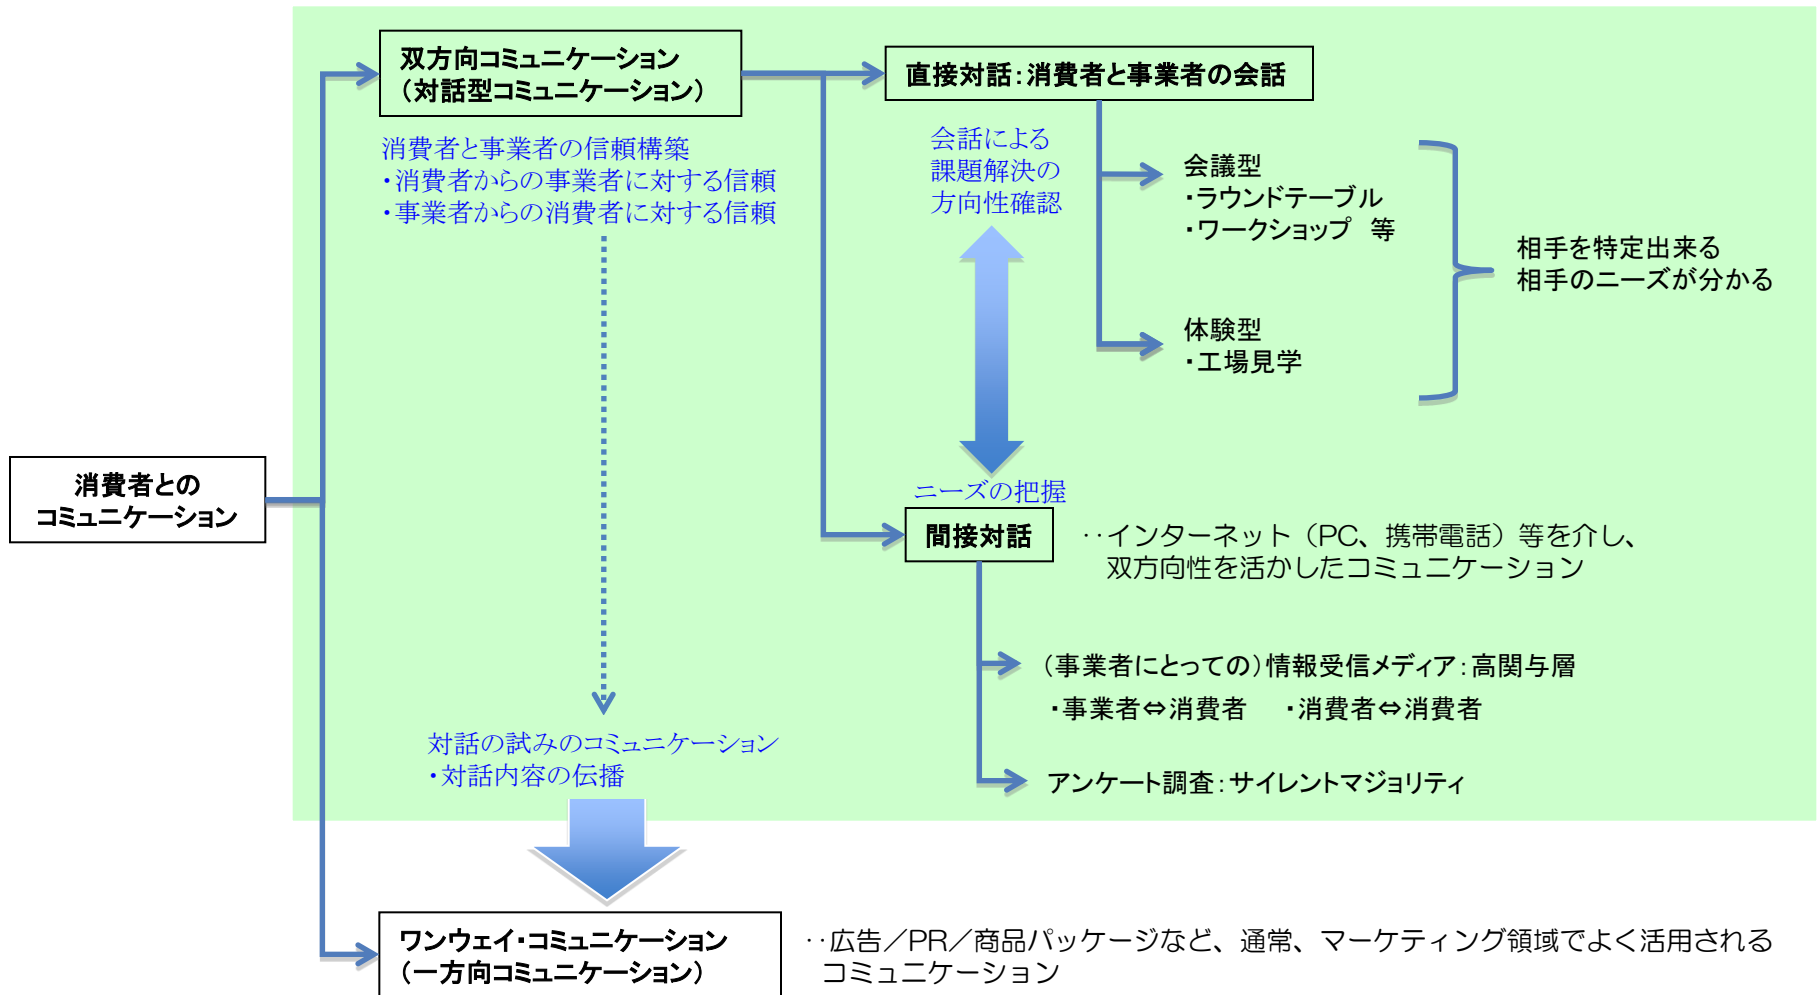 双方向コミュニケーション
（対話型コミュニケーション）
消費者と事業者の信頼構築
・消費者からの事業者に対する信頼
・事業者からの消費者に対する信頼
直接対話：消費者と事業者の会話
会話による
課題解決の
方向性確認
会議型
・ラウンドテーブル
・ワークショップ　等
体験型
・工場見学
相手を特定出来る
相手のニーズが分かる
消費者との
コミュニケーション
ニーズの把握
間接対話
‥インターネット（PC、携帯電話）等を介し、
双方向性を活かしたコミュニケーション
（事業者にとっての）情報受信メディア：高関与層
・事業者⇔消費者　・消費者⇔消費者
アンケート調査：サイレントマジョリティ
対話の試みのコミュニケーション
・対話内容の伝播
ワンウェイ・コミュニケーション
（一方向コミュニケーション）
‥広告／PR／商品パッケージなど、通常、マーケティング領域でよく活用される
コミュニケーション